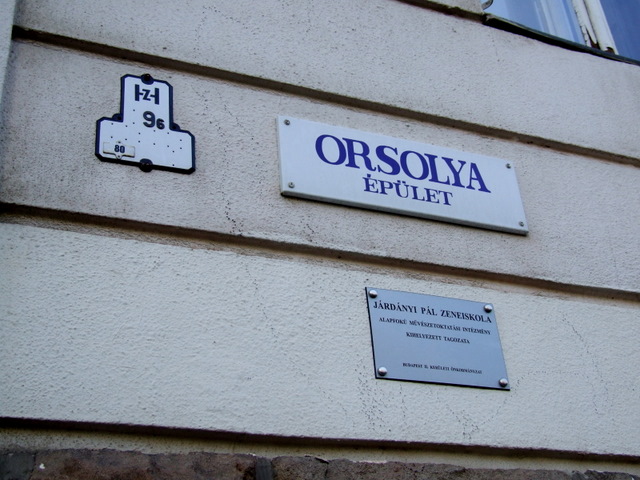 H-Z-H
96
80
ORSOLYA
ÉPÜLET
JÁRDÁNYI PÁL ZENEISKOLA
ALAPFOKÚ MŰVÉSZETOKTATÁSI INTÉZMÉNY
KIHELYEZETT TAGOZATA
BUDAPEST II. KERÜLETI ÖNKORMÁNYZAT